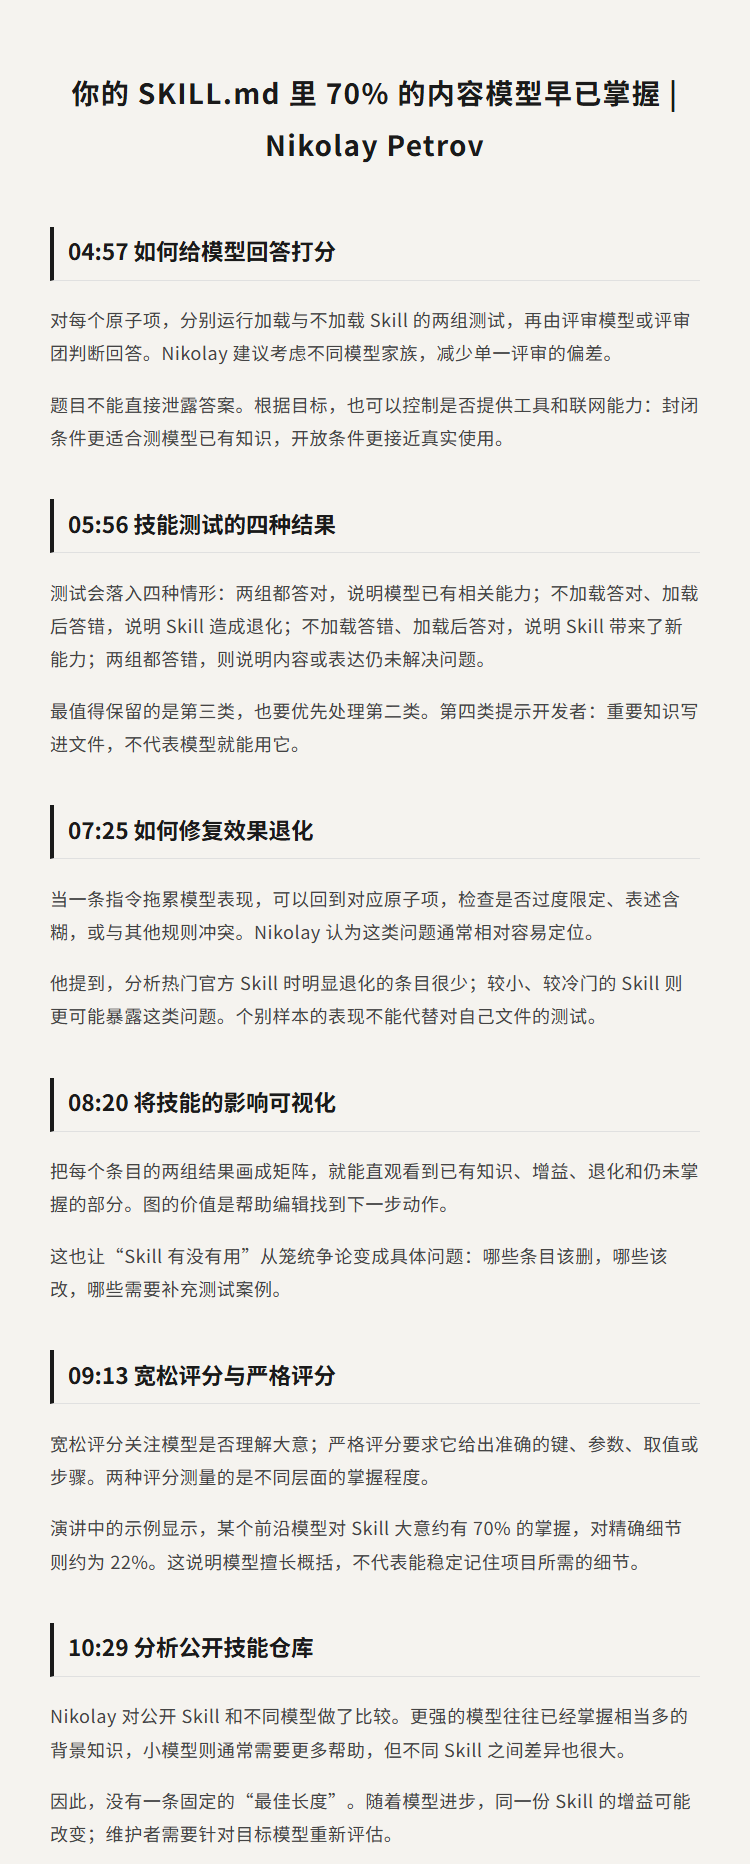 你的 SKILL.md 里 70% 的内容模型早已掌握 |
Nikolay Petrov
04:57 如何给模型回答打分
对每个原子项，分别运行加载与不加载 Skill 的两组测试，再由评审模型或评审
团判断回答。Nikolay 建议考虑不同模型家族，减少单一评审的偏差。
题目不能直接泄露答案。根据目标，也可以控制是否提供工具和联网能力：封闭
条件更适合测模型已有知识，开放条件更接近真实使用。
05:56 技能测试的四种结果
测试会落入四种情形：两组都答对，说明模型已有相关能力；不加载答对、加载
后答错，说明 Skill 造成退化；不加载答错、加载后答对，说明 Skill 带来了新
能力；两组都答错，则说明内容或表达仍未解决问题。
最值得保留的是第三类，也要优先处理第二类。第四类提示开发者：重要知识写
进文件，不代表模型就能用它。
07:25 如何修复效果退化
当一条指令拖累模型表现，可以回到对应原子项，检查是否过度限定、表述含
糊，或与其他规则冲突。Nikolay 认为这类问题通常相对容易定位。
他提到，分析热门官方 Skill 时明显退化的条目很少；较小、较冷门的 Skill 则
更可能暴露这类问题。个别样本的表现不能代替对自己文件的测试。
08:20 将技能的影响可视化
把每个条目的两组结果画成矩阵，就能直观看到已有知识、增益、退化和仍未掌
握的部分。图的价值是帮助编辑找到下一步动作。
这也让“Skill 有没有用”从笼统争论变成具体问题：哪些条目该删，哪些该
改，哪些需要补充测试案例。
09:13 宽松评分与严格评分
宽松评分关注模型是否理解大意；严格评分要求它给出准确的键、参数、取值或
步骤。两种评分测量的是不同层面的掌握程度。
演讲中的示例显示，某个前沿模型对 Skill 大意约有 70% 的掌握，对精确细节
则约为 22%。这说明模型擅长概括，不代表能稳定记住项目所需的细节。
10:29 分析公开技能仓库
Nikolay 对公开 Skill 和不同模型做了比较。更强的模型往往已经掌握相当多的
背景知识，小模型则通常需要更多帮助，但不同 Skill 之间差异也很大。
因此，没有一条固定的“最佳长度”。随着模型进步，同一份 Skill 的增益可能
改变；维护者需要针对目标模型重新评估。